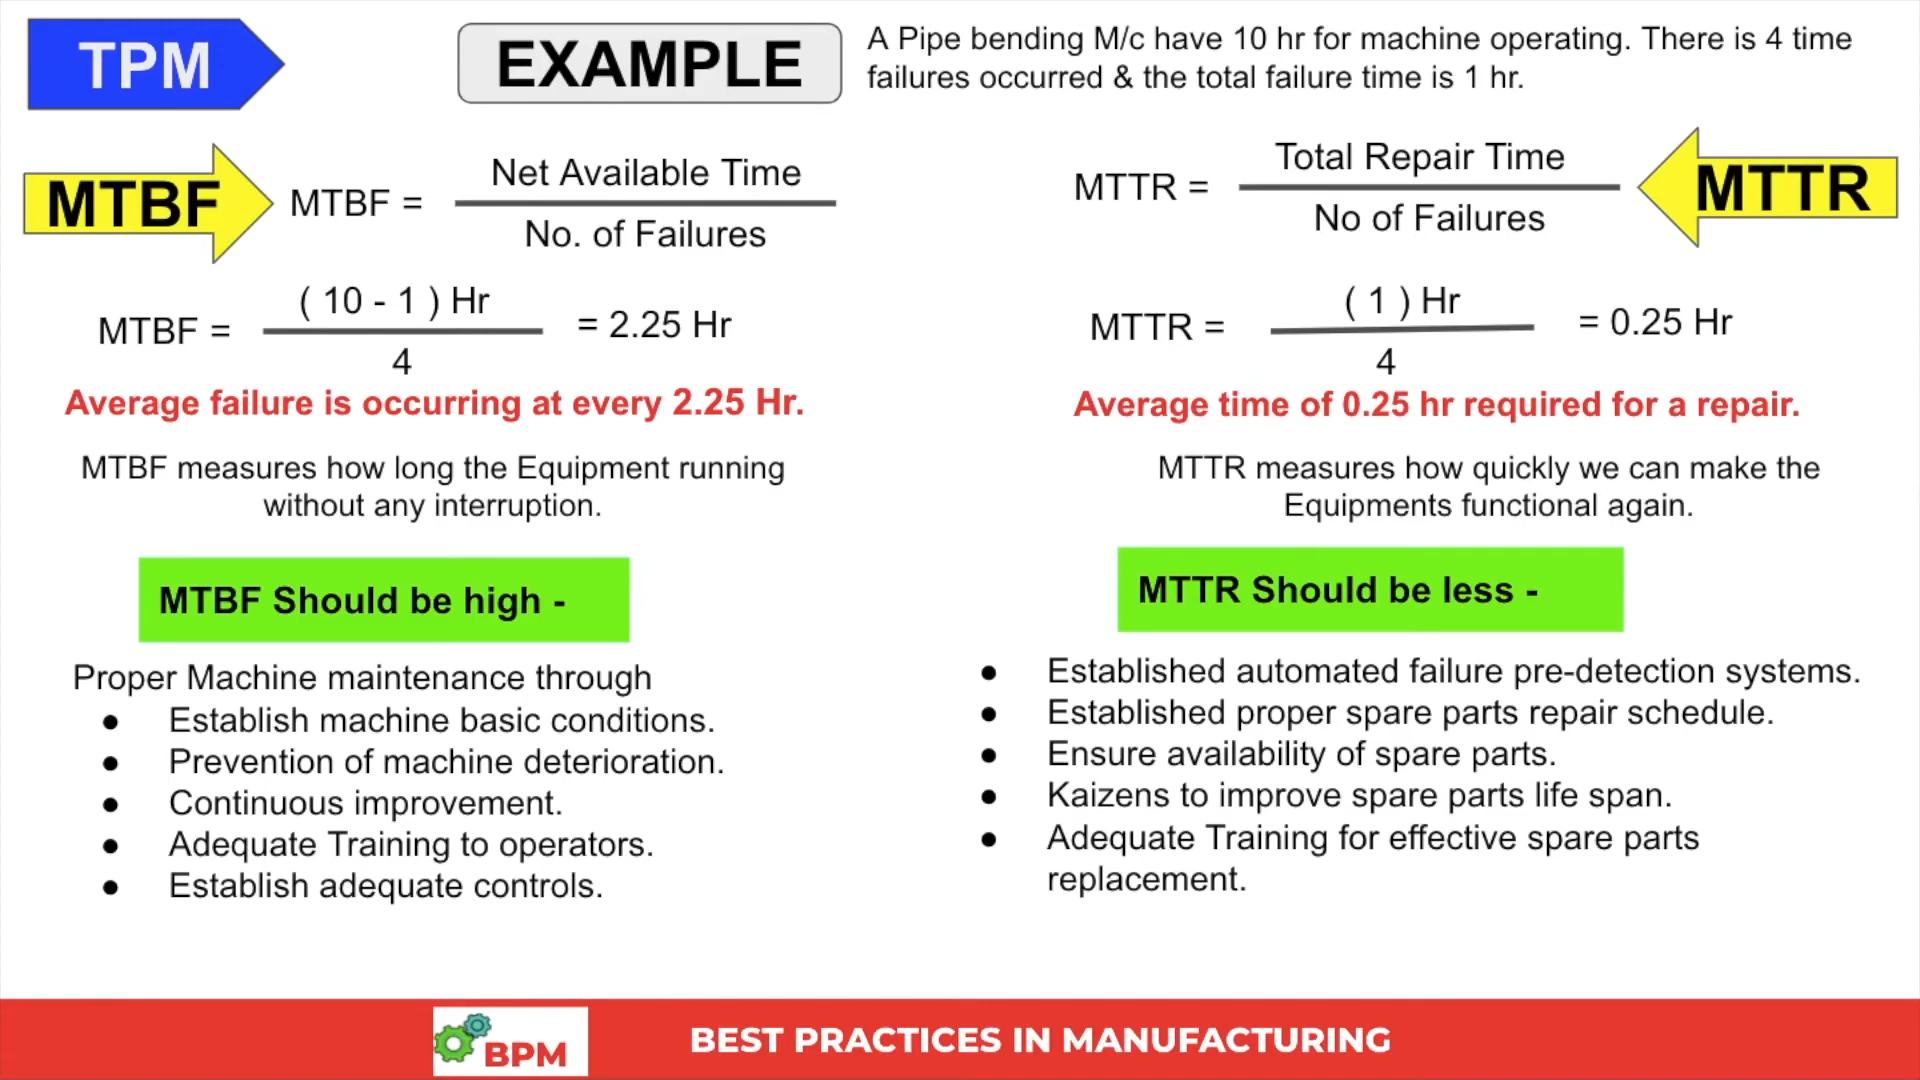 TPM
EXAMPLE
A Pipe bending M/c have 10 hr for machine operating. There is 4 time
failures occurred & the total failure time is 1 hr.
MTBF
MTBF =
Net Available Time
No. of Failures
MTBF =
( 10 - 1 ) Hr
4
= 2.25 Hr
Average failure is occurring at every 2.25 Hr.
MTBF measures how long the Equipment running
without any interruption.
MTBF Should be high -
Proper Machine maintenance through
● Establish machine basic conditions.
● Prevention of machine deterioration.
● Continuous improvement.
● Adequate Training to operators.
● Establish adequate controls.
MTTR =
Total Repair Time
No of Failures
MTTR
MTTR =
( 1 ) Hr
4
= 0.25 Hr
Average time of 0.25 hr required for a repair.
MTTR measures how quickly we can make the
Equipments functional again.
MTTR Should be less -
● Established automated failure pre-detection systems.
● Established proper spare parts repair schedule.
● Ensure availability of spare parts.
● Kaizens to improve spare parts life span.
● Adequate Training for effective spare parts
replacement.
BPM
BEST PRACTICES IN MANUFACTURING